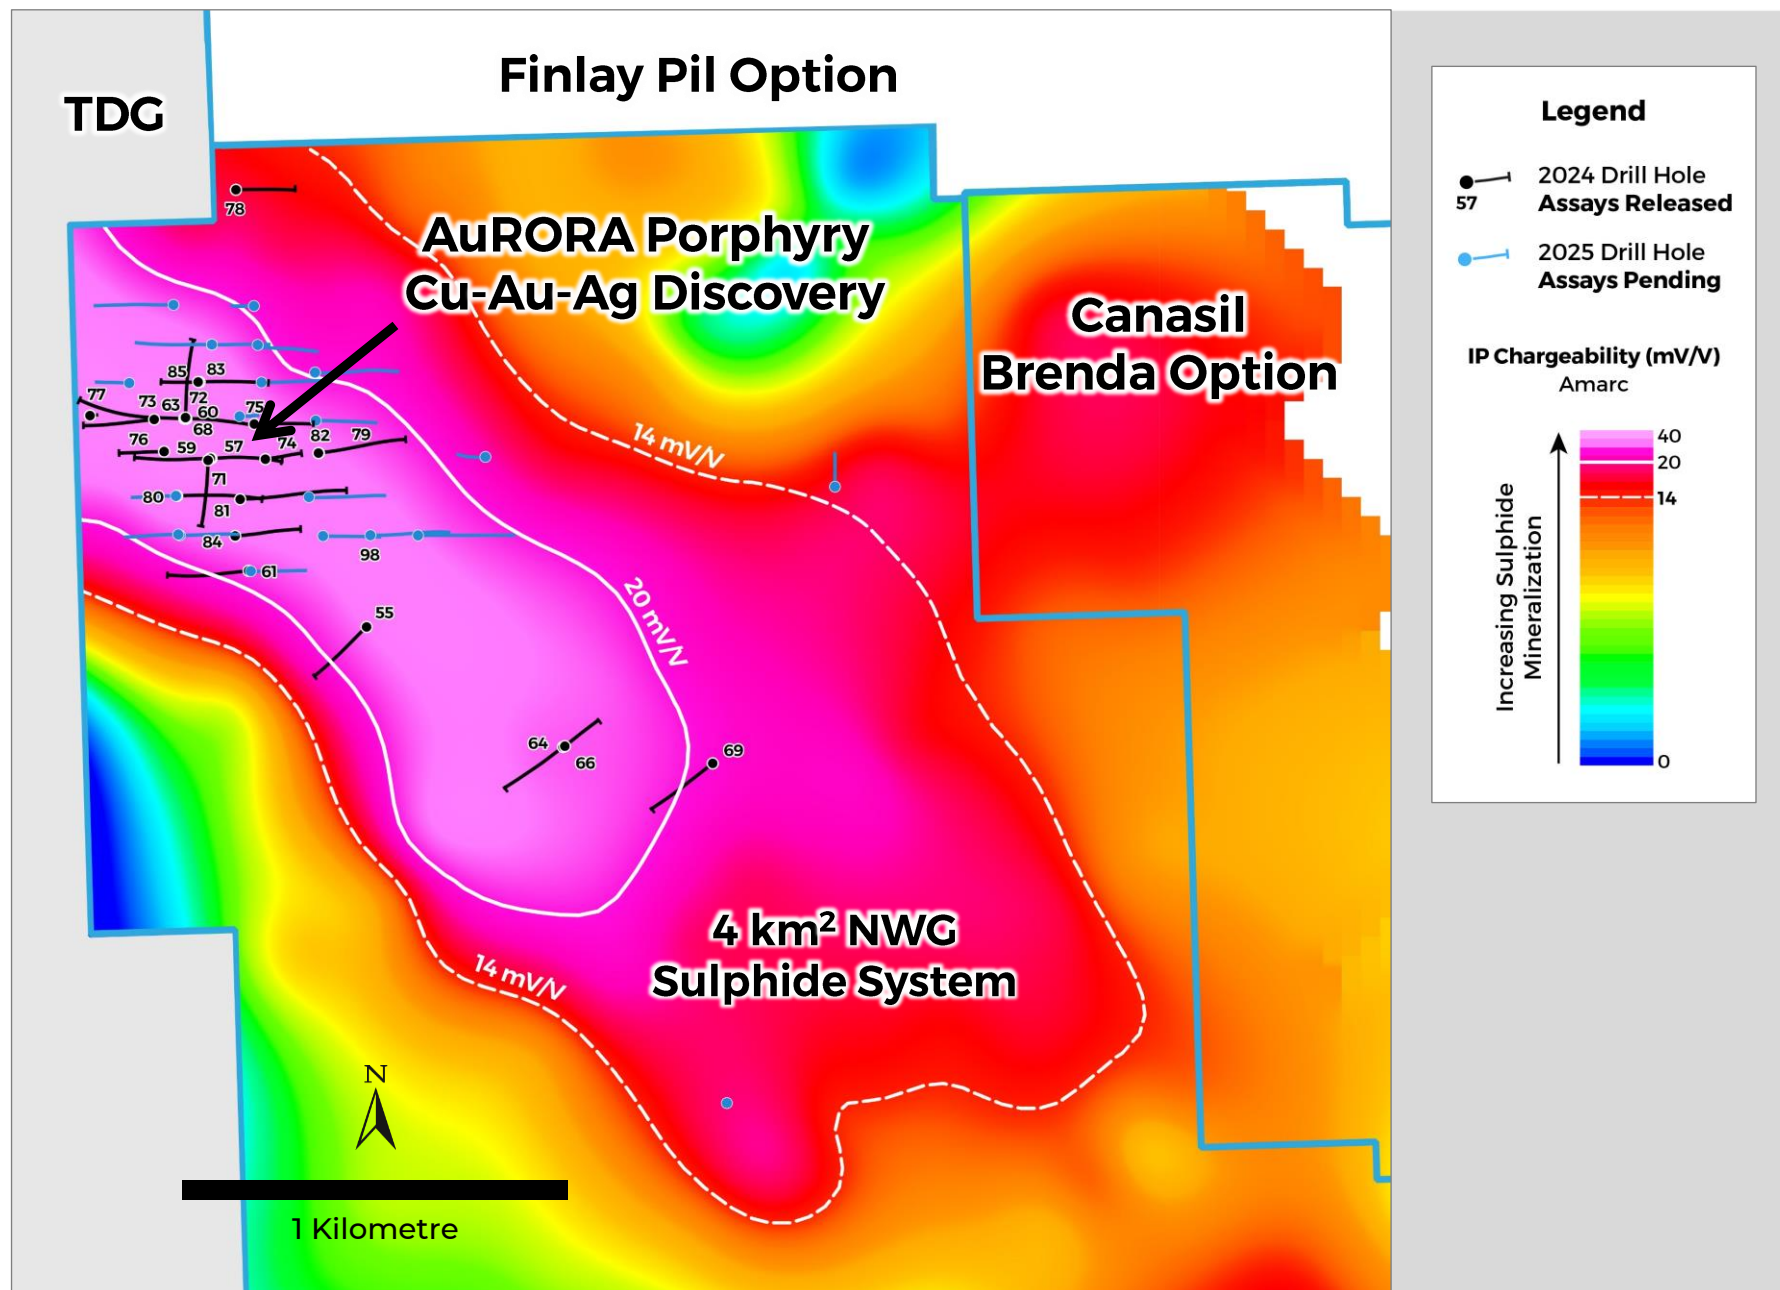 Finlay Pil Option
TDG
AuRORA Porphyry
Cu-Au-Ag Discovery
Canasil
Brenda Option
78
85
83
77
72
73
63
60
75
68
76
59
57
74
82
79
71
80
81
84
98
61
55
64
66
69
14 mV/V
20 mV/V
14 mV/V
4 km² NWG
Sulphide System
N
1 Kilometre
Legend
57
2024 Drill Hole
Assays Released
2025 Drill Hole
Assays Pending
IP Chargeability (mV/V)
Amarc
40
20
14
0
Increasing Sulphide
Mineralization